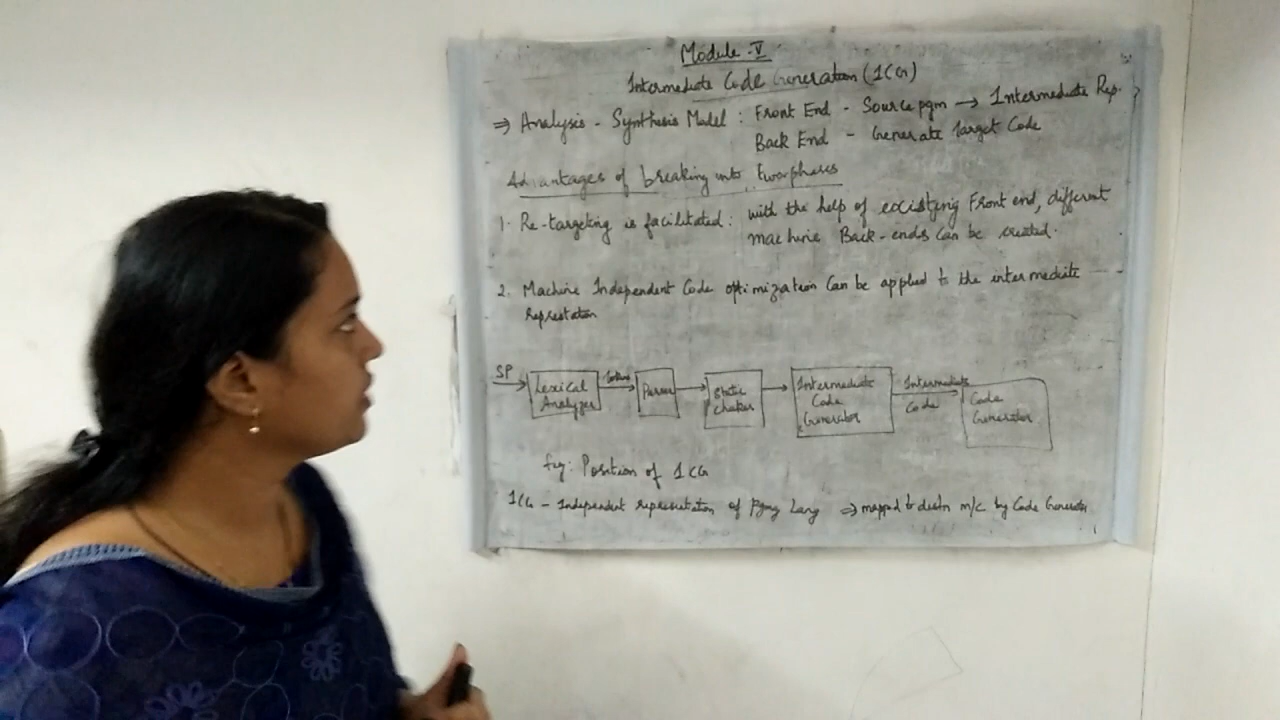 Module - V
Intermediate Code Generation (ICG)
⇒ Analysis - Synthesis Model : Front End - Source pgm → Intermediate Rep.
Back End - Generate Target Code
Advantages of breaking into two phases
1. Re-targeting is facilitated : with the help of existing Front end, different
machine Back-ends can be created.
2. Machine Independent Code optimization Can be applied to the intermediate
Represtation
SP
Lexical
Analyzer
tokens
Parser
Static
Cheker
Intermediate
Code
Generator
Intermediate
Code
Code
Generator
fig: Position of ICG
ICG - Independent representation of Pgmg Lang ⇒ mapped to destn m/c by Code Generator